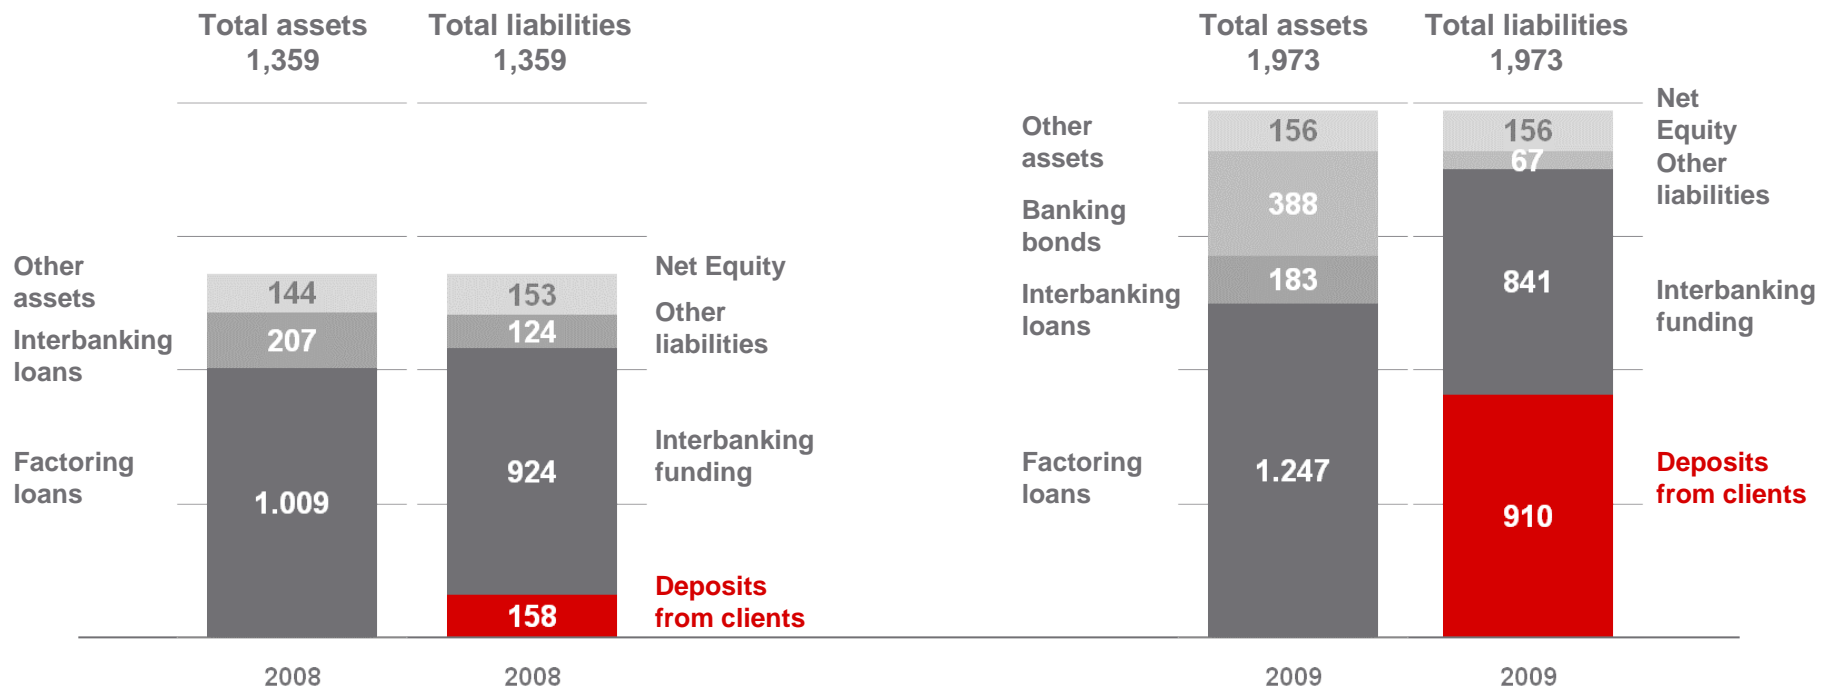 Total assets
1,359
Total liabilities
1,359
Other
assets
Interbanking
loans
Factoring
loans
144
207
1.009
153
124
924
158
Net Equity
Other
liabilities
Interbanking
funding
Deposits
from clients
2008
2008
Total assets
1,973
Total liabilities
1,973
Other
assets
Banking
bonds
Interbanking
loans
Factoring
loans
156
388
183
1.247
156
67
841
910
Net
Equity
Other
liabilities
Interbanking
funding
Deposits
from clients
2009
2009